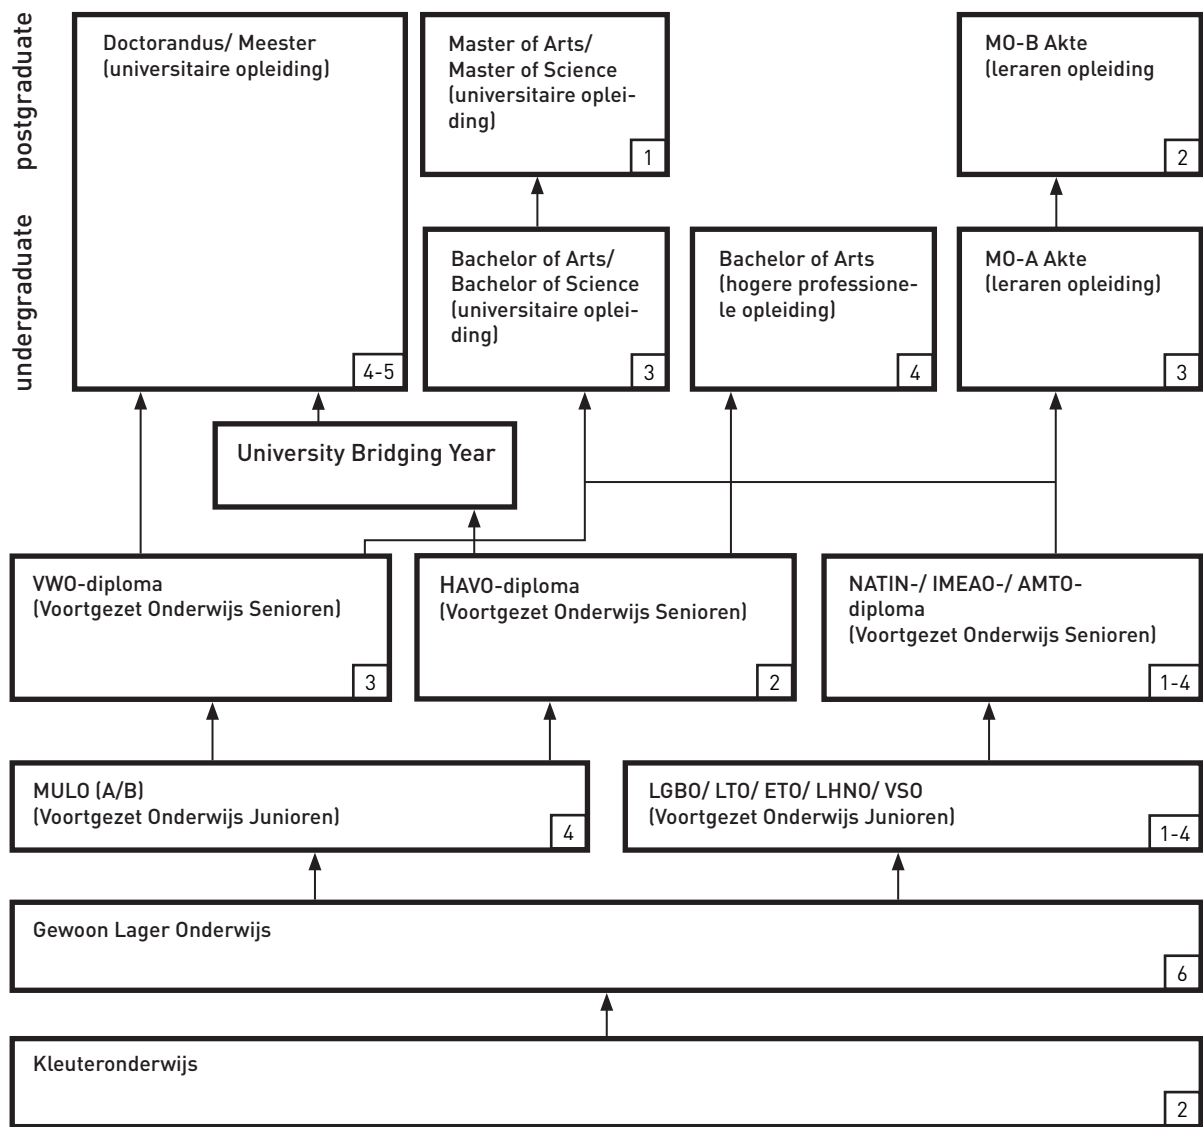 postgraduate
undergraduate
Doctorandus/ Meester
(universitaire opleiding)
4-5
Master of Arts/
Master of Science
(universitaire oplei-
ding)
1
MO-B Akte
(leraren opleiding
2
Bachelor of Arts/
Bachelor of Science
(universitaire oplei-
ding)
3
Bachelor of Arts
(hogere professione-
le opleiding)
4
MO-A Akte
(leraren opleiding)
3
University Bridging Year
VWO-diploma
(Voortgezet Onderwijs Senioren)
3
HAVO-diploma
(Voortgezet Onderwijs Senioren)
2
NATIN-/ IMEAO-/ AMTO-
diploma
(Voortgezet Onderwijs Senioren)
1-4
MULO (A/B)
(Voortgezet Onderwijs Junioren)
4
LGBO/ LTO/ ETO/ LHNO/ VSO
(Voortgezet Onderwijs Junioren)
1-4
Gewoon Lager Onderwijs
6
Kleuteronderwijs
2